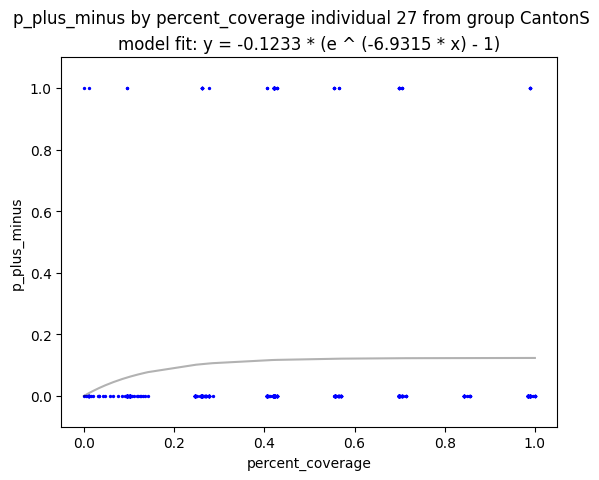 p_plus_minus by percent_coverage individual 27 from group CantonS
model fit: y = -0.1233 * (e ^ (-6.9315 * x) - 1)
1.0
0.8
0.6
0.4
0.2
0.0
p_plus_minus
0.0 0.2 0.4 0.6 0.8 1.0
percent_coverage